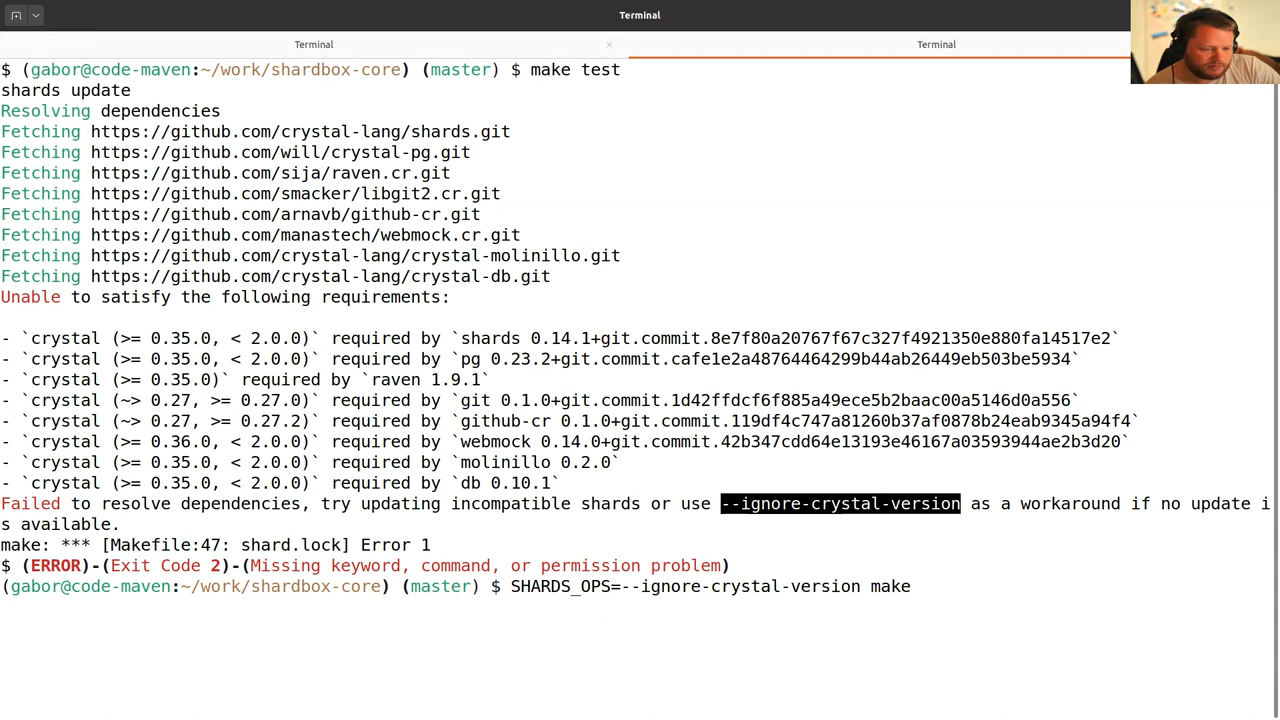 Terminal
Terminal
Terminal
$ (gabor@code-maven:~/work/shardbox-core) (master) $ make test
shards update
Resolving dependencies
Fetching https://github.com/crystal-lang/shards.git
Fetching https://github.com/will/crystal-pg.git
Fetching https://github.com/sija/raven.cr.git
Fetching https://github.com/smacker/libgit2.cr.git
Fetching https://github.com/arnavb/github-cr.git
Fetching https://github.com/manastech/webmock.cr.git
Fetching https://github.com/crystal-lang/crystal-molinillo.git
Fetching https://github.com/crystal-lang/crystal-db.git
Unable to satisfy the following requirements:
- `crystal (>= 0.35.0, < 2.0.0)` required by `shards 0.14.1+git.commit.8e7f80a20767f67c327f4921350e880fa14517e2`
- `crystal (>= 0.35.0, < 2.0.0)` required by `pg 0.23.2+git.commit.cafe1e2a48764464299b44ab26449eb503be5934`
- `crystal (>= 0.35.0)` required by `raven 1.9.1`
- `crystal (~> 0.27, >= 0.27.0)` required by `git 0.1.0+git.commit.1d42ffdcf6f885a49ece5b2baac00a5146d0a556`
- `crystal (~> 0.27, >= 0.27.2)` required by `github-cr 0.1.0+git.commit.119df4c747a81260b37af0878b24eab9345a94f4`
- `crystal (>= 0.36.0, < 2.0.0)` required by `webmock 0.14.0+git.commit.42b347cdd64e13193e46167a03593944ae2b3d20`
- `crystal (>= 0.35.0, < 2.0.0)` required by `molinillo 0.2.0`
- `crystal (>= 0.35.0, < 2.0.0)` required by `db 0.10.1`
Failed to resolve dependencies, try updating incompatible shards or use --ignore-crystal-version as a workaround if no update i
s available.
make: *** [Makefile:47: shard.lock] Error 1
$ (ERROR)-(Exit Code 2)-(Missing keyword, command, or permission problem)
(gabor@code-maven:~/work/shardbox-core) (master) $ SHARDS_OPS=--ignore-crystal-version make